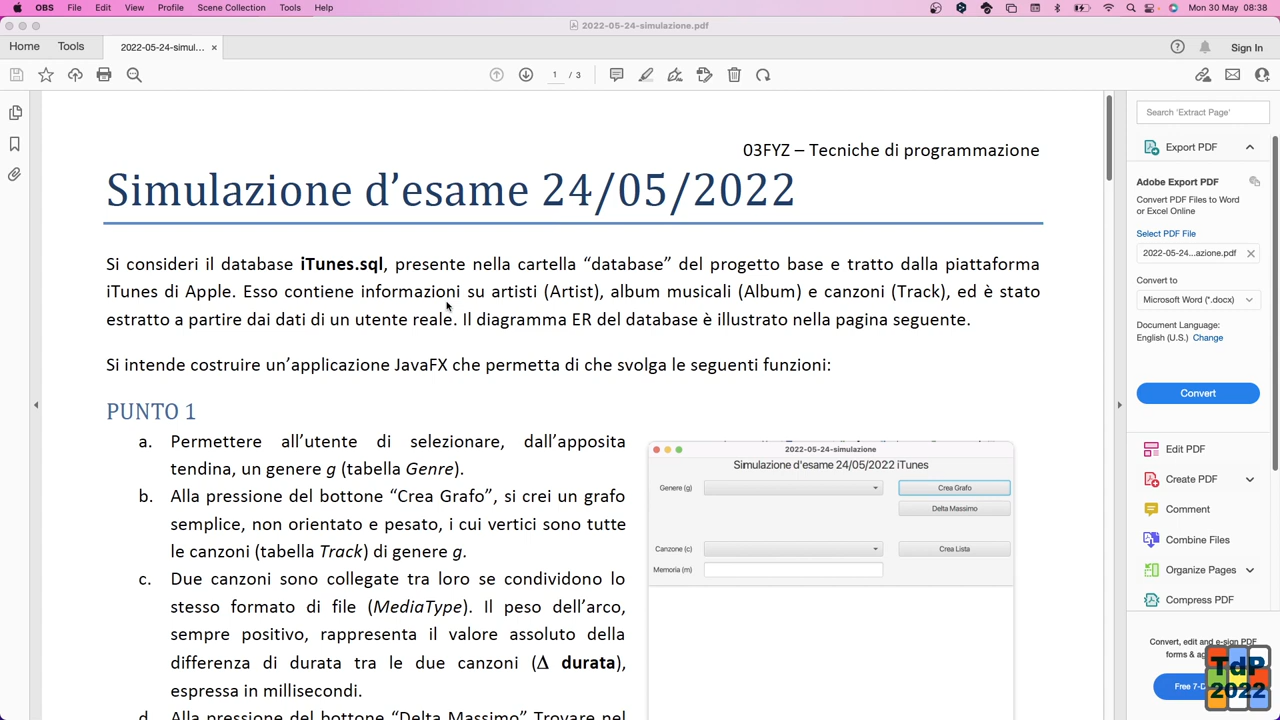 OBS File Edit View Profile Scene Collection Tools Help Mon 30 May 08:38
2022-05-24-simulazione.pdf
Home Tools 2022-05-24-simul... × Sign In
1 / 3
Search 'Extract Page'
Export PDF
Adobe Export PDF
Convert PDF Files to Word
or Excel Online
Select PDF File
2022-05-24...azione.pdf
Convert to
Microsoft Word (*.docx)
Document Language:
English (U.S.) Change
Convert
Edit PDF
Create PDF
Comment
Combine Files
Organize Pages
Compress PDF
Convert, edit and e-sign PDF
forms & ag
Free 7-D
03FYZ – Tecniche di programmazione
Simulazione d’esame 24/05/2022
Si consideri il database iTunes.sql, presente nella cartella “database” del progetto base e tratto dalla piattaforma
iTunes di Apple. Esso contiene informazioni su artisti (Artist), album musicali (Album) e canzoni (Track), ed è stato
estratto a partire dai dati di un utente reale. Il diagramma ER del database è illustrato nella pagina seguente.
Si intende costruire un’applicazione JavaFX che permetta di che svolga le seguenti funzioni:
PUNTO 1
a. Permettere all’utente di selezionare, dall’apposita
tendina, un genere g (tabella Genre).
b. Alla pressione del bottone “Crea Grafo”, si crei un grafo
semplice, non orientato e pesato, i cui vertici sono tutte
le canzoni (tabella Track) di genere g.
c. Due canzoni sono collegate tra loro se condividono lo
stesso formato di file (MediaType). Il peso dell’arco,
sempre positivo, rappresenta il valore assoluto della
differenza di durata tra le due canzoni (Δ durata),
espressa in millisecondi.
d. Alla pressione del bottone “Delta Massimo” Trovare nel
2022-05-24-simulazione
Simulazione d'esame 24/05/2022 iTunes
Genere (g) Crea Grafo
Delta Massimo
Canzone (c) Crea Lista
Memoria (m)
TdP
2022